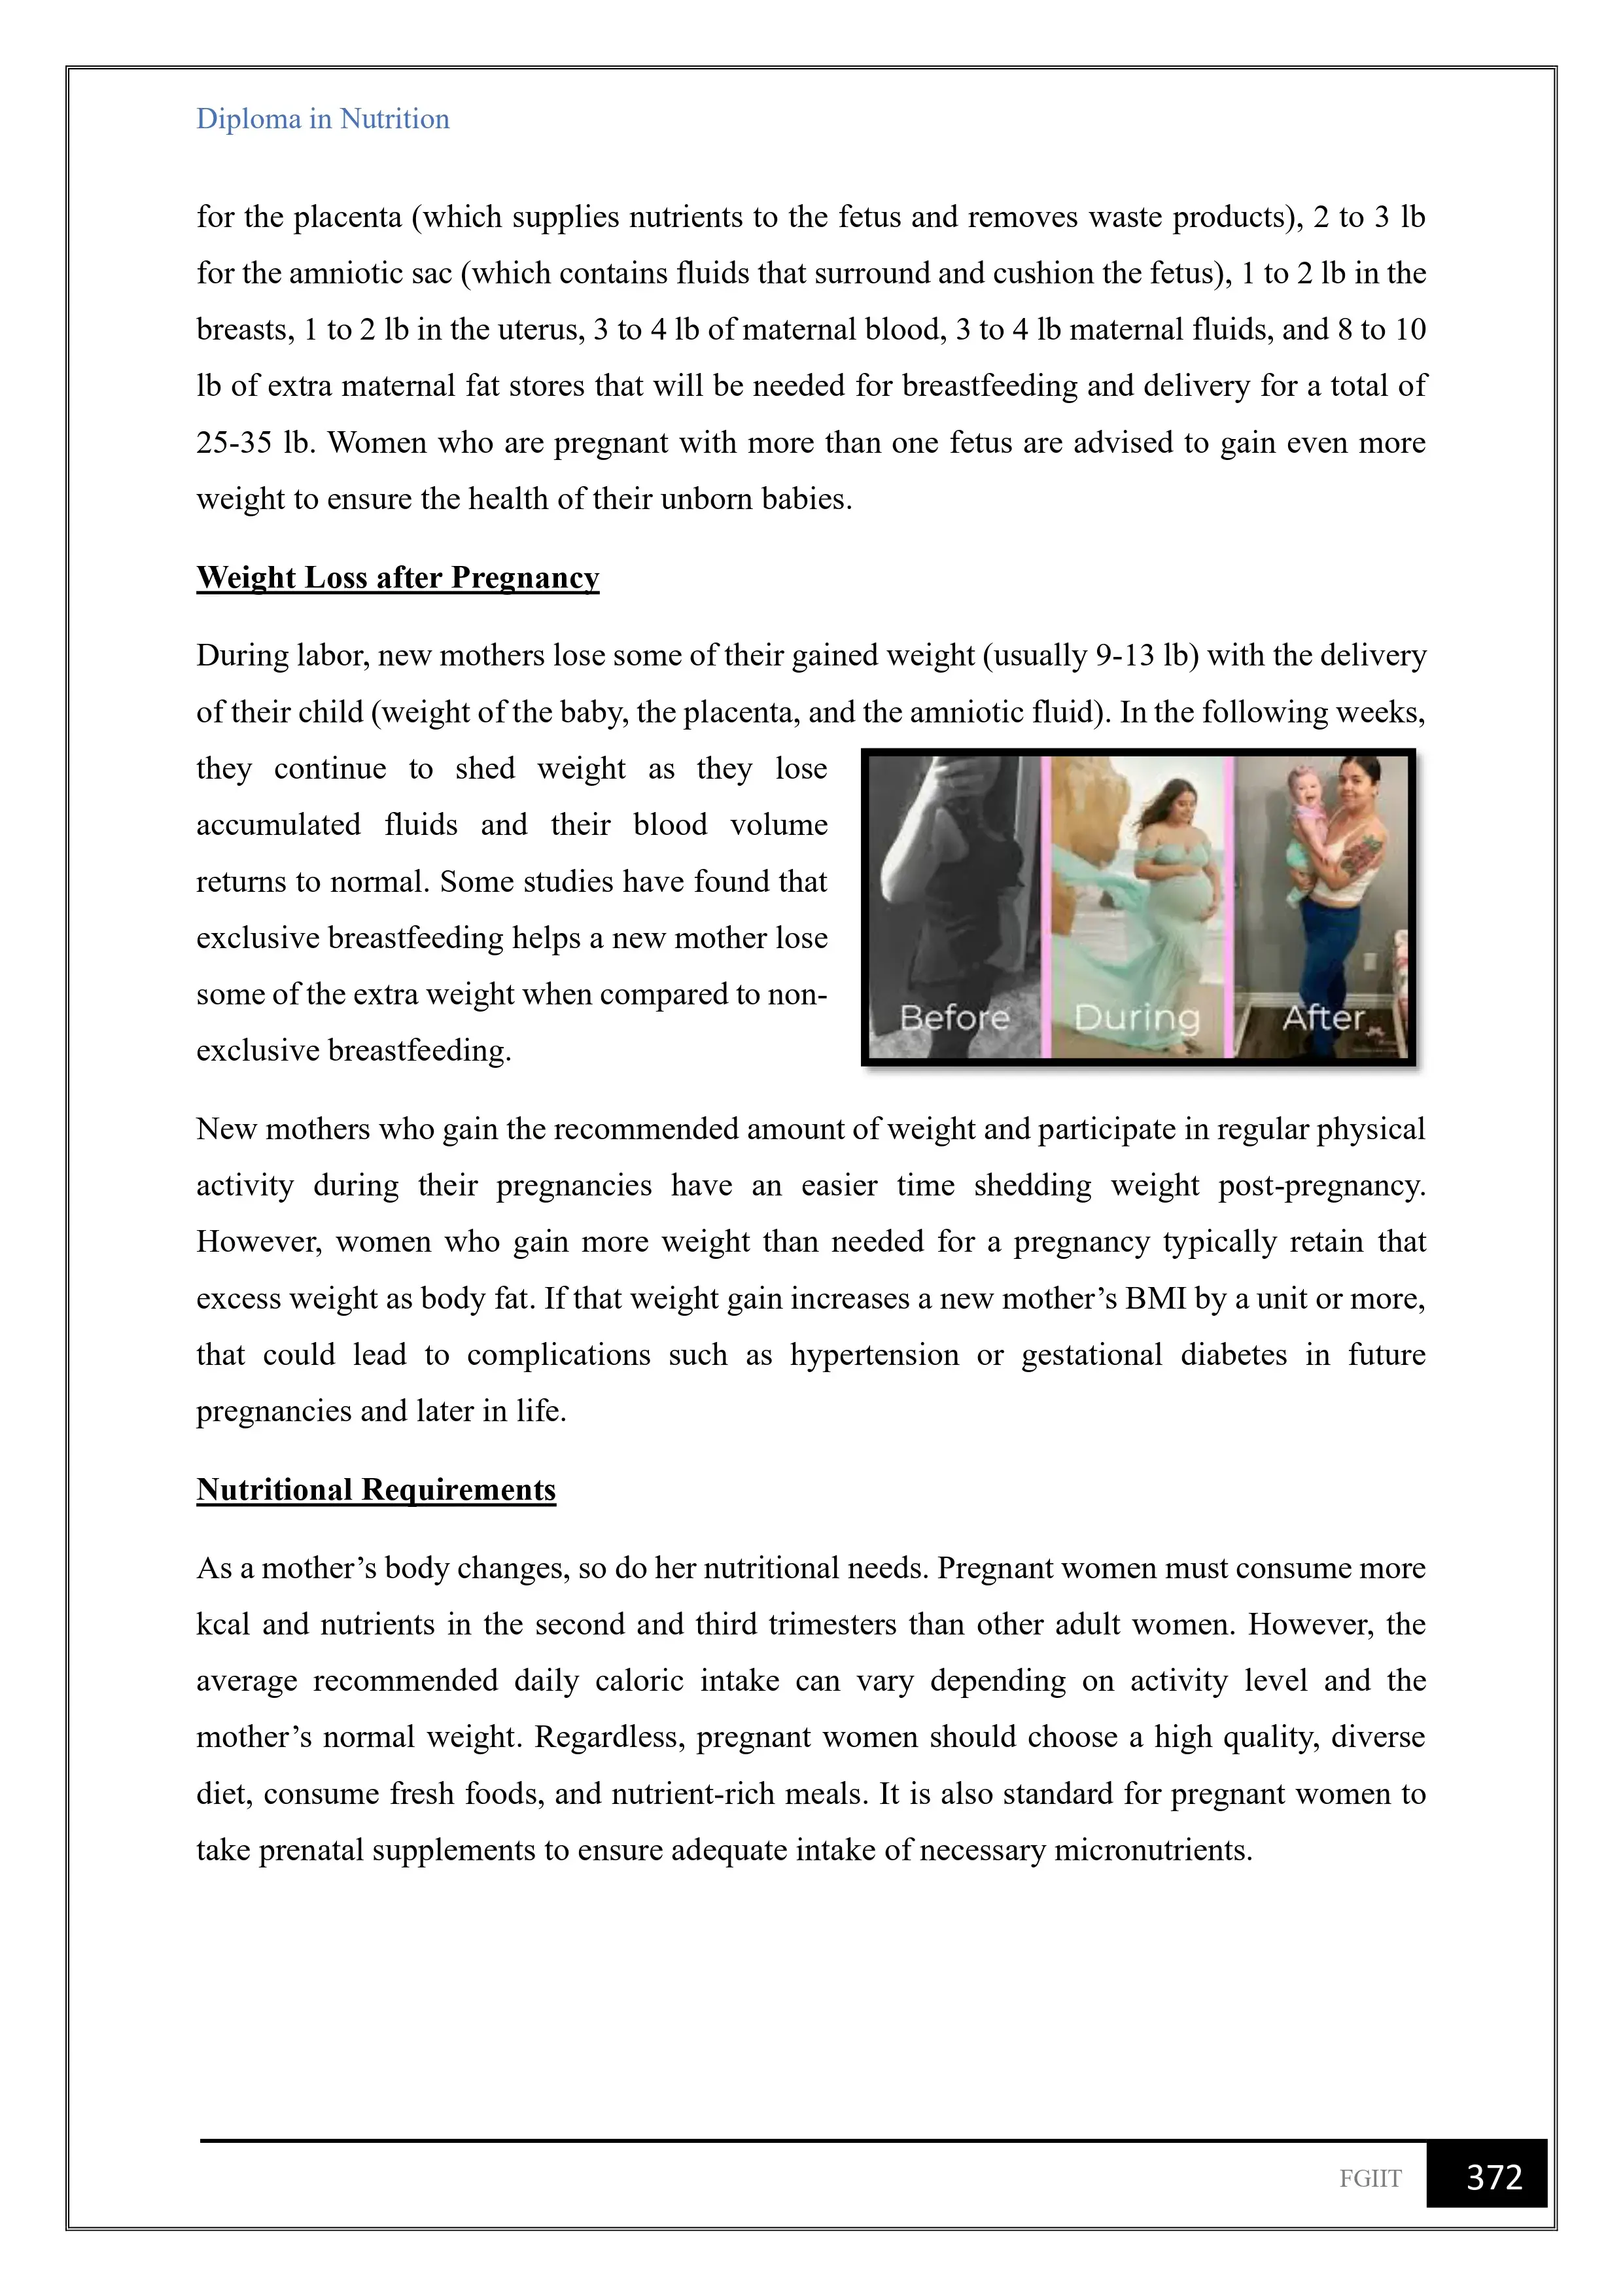 Diploma in Nutrition
for the placenta (which supplies nutrients to the fetus and removes waste products), 2 to 3 lb
for the amniotic sac (which contains fluids that surround and cushion the fetus), 1 to 2 lb in the
breasts, 1 to 2 lb in the uterus, 3 to 4 lb of maternal blood, 3 to 4 lb maternal fluids, and 8 to 10
lb of extra maternal fat stores that will be needed for breastfeeding and delivery for a total of
25-35 lb. Women who are pregnant with more than one fetus are advised to gain even more
weight to ensure the health of their unborn babies.
Weight Loss after Pregnancy
During labor, new mothers lose some of their gained weight (usually 9-13 lb) with the delivery
of their child (weight of the baby, the placenta, and the amniotic fluid). In the following weeks,
they continue to shed weight as they lose
accumulated fluids and their blood volume
returns to normal. Some studies have found that
exclusive breastfeeding helps a new mother lose
some of the extra weight when compared to non-
exclusive breastfeeding.
Before During After
New mothers who gain the recommended amount of weight and participate in regular physical
activity during their pregnancies have an easier time shedding weight post-pregnancy.
However, women who gain more weight than needed for a pregnancy typically retain that
excess weight as body fat. If that weight gain increases a new mother’s BMI by a unit or more,
that could lead to complications such as hypertension or gestational diabetes in future
pregnancies and later in life.
Nutritional Requirements
As a mother’s body changes, so do her nutritional needs. Pregnant women must consume more
kcal and nutrients in the second and third trimesters than other adult women. However, the
average recommended daily caloric intake can vary depending on activity level and the
mother’s normal weight. Regardless, pregnant women should choose a high quality, diverse
diet, consume fresh foods, and nutrient-rich meals. It is also standard for pregnant women to
take prenatal supplements to ensure adequate intake of necessary micronutrients.
FGIIT 372